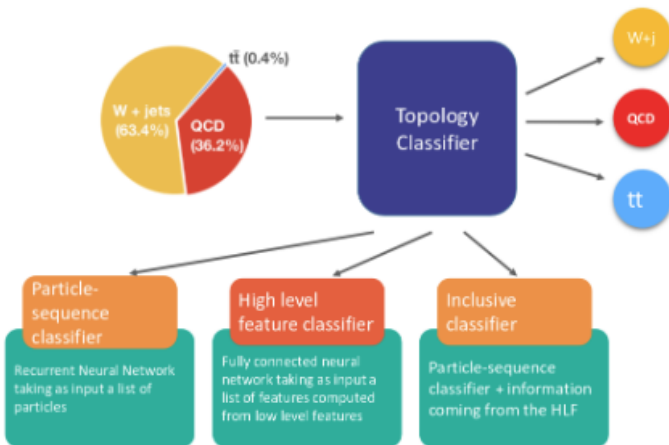 tt̄ (0.4%)
W + jets
(63.4%)
QCD
(36.2%)
Topology
Classifier
W+j
QCD
tt
Particle-
sequence
classifier
Recurrent Neural Network
taking as input a list of
particles
High level
feature classifier
Fully connected neural
network taking as input a
list of features computed
from low level features
Inclusive
classifier
Particle-sequence
classifier + information
coming from the HLF